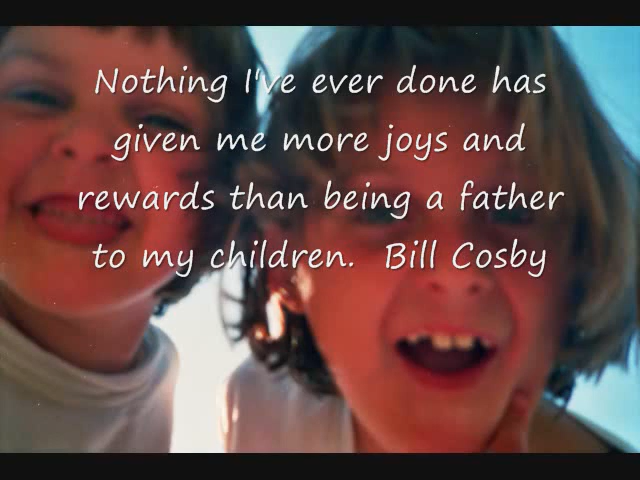 Nothing I've ever done has
given me more joys and
rewards than being a father
to my children.  Bill Cosby